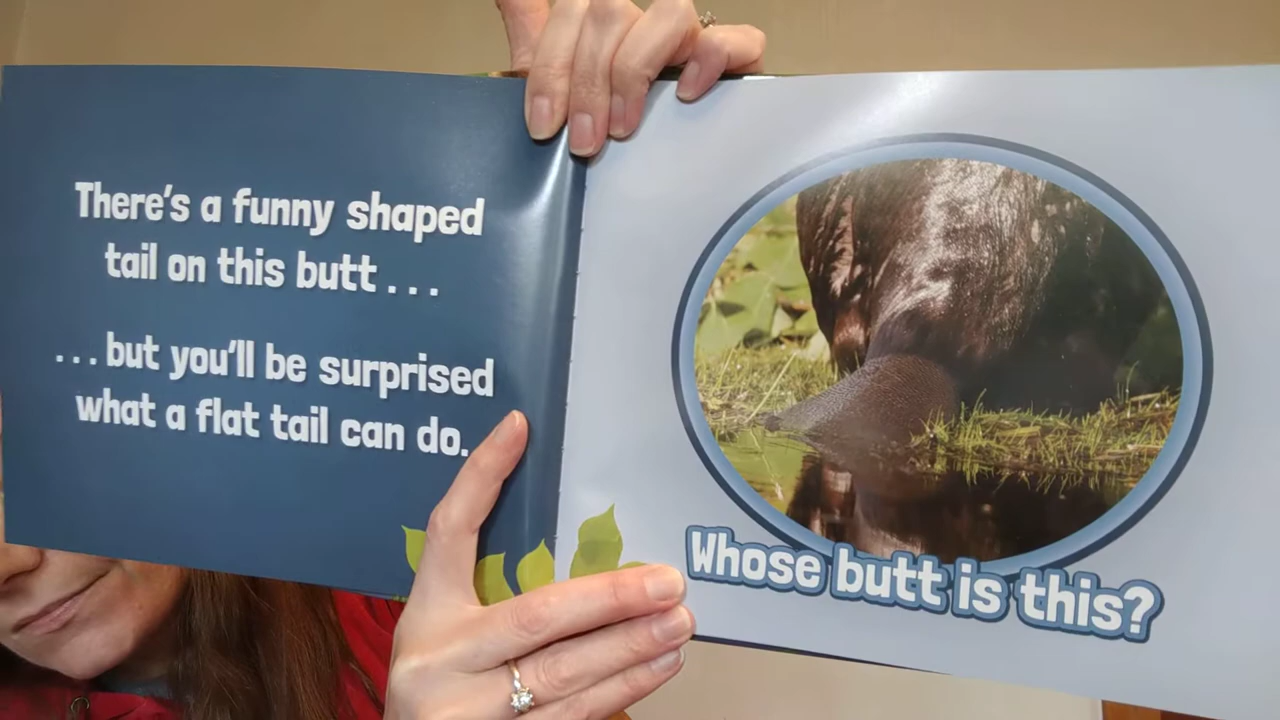 There's a funny shaped
tail on this butt . . .
. . . but you'll be surprised
what a flat tail can do.
Whose butt is this?